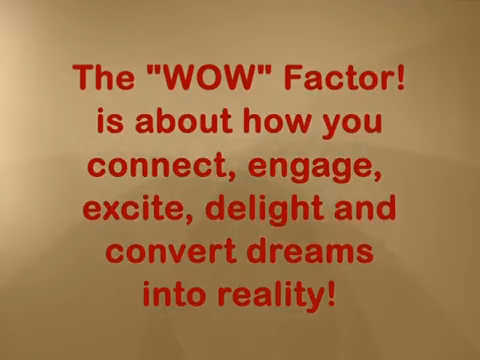 The "WOW" Factor!
is about how you
connect, engage,
excite, delight and
convert dreams
into reality!